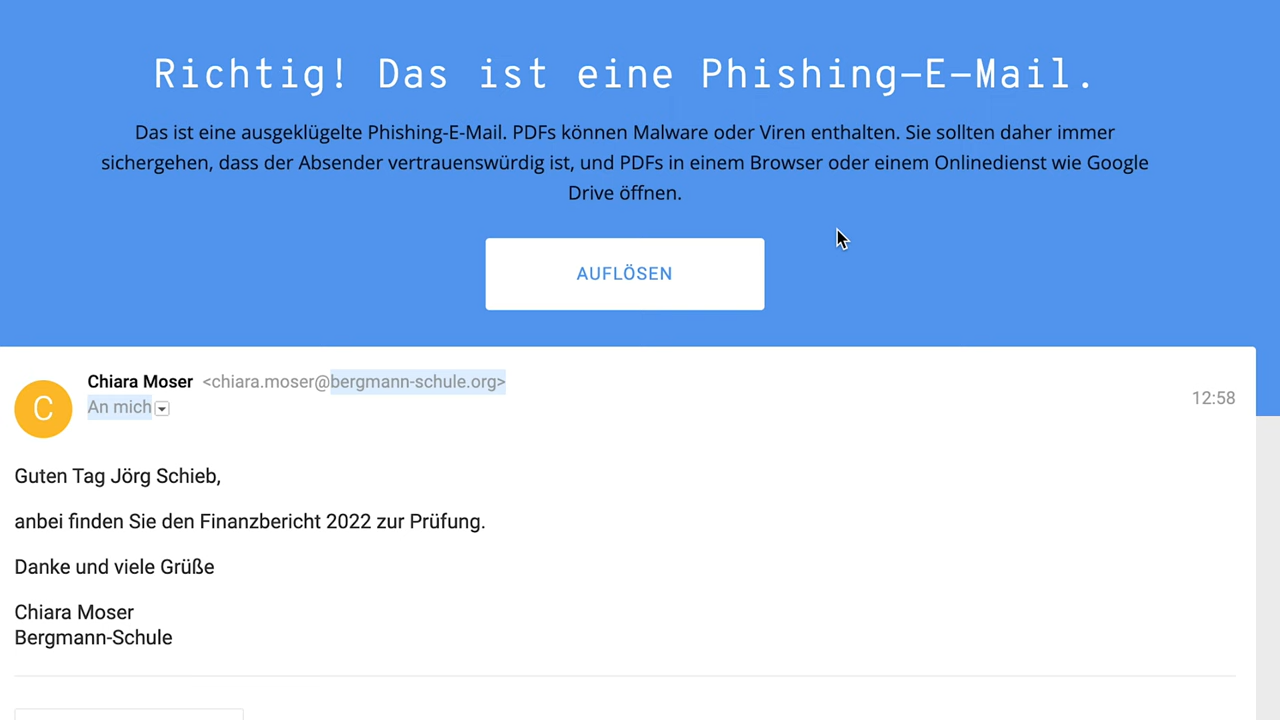 Richtig! Das ist eine Phishing-E-Mail.
Das ist eine ausgeklügelte Phishing-E-Mail. PDFs können Malware oder Viren enthalten. Sie sollten daher immer
sichergehen, dass der Absender vertrauenswürdig ist, und PDFs in einem Browser oder einem Onlinedienst wie Google
Drive öffnen.
AUFLÖSEN
Chiara Moser <chiara.moser@bergmann-schule.org>
C
An mich
12:58
Guten Tag Jörg Schieb,
anbei finden Sie den Finanzbericht 2022 zur Prüfung.
Danke und viele Grüße
Chiara Moser
Bergmann-Schule